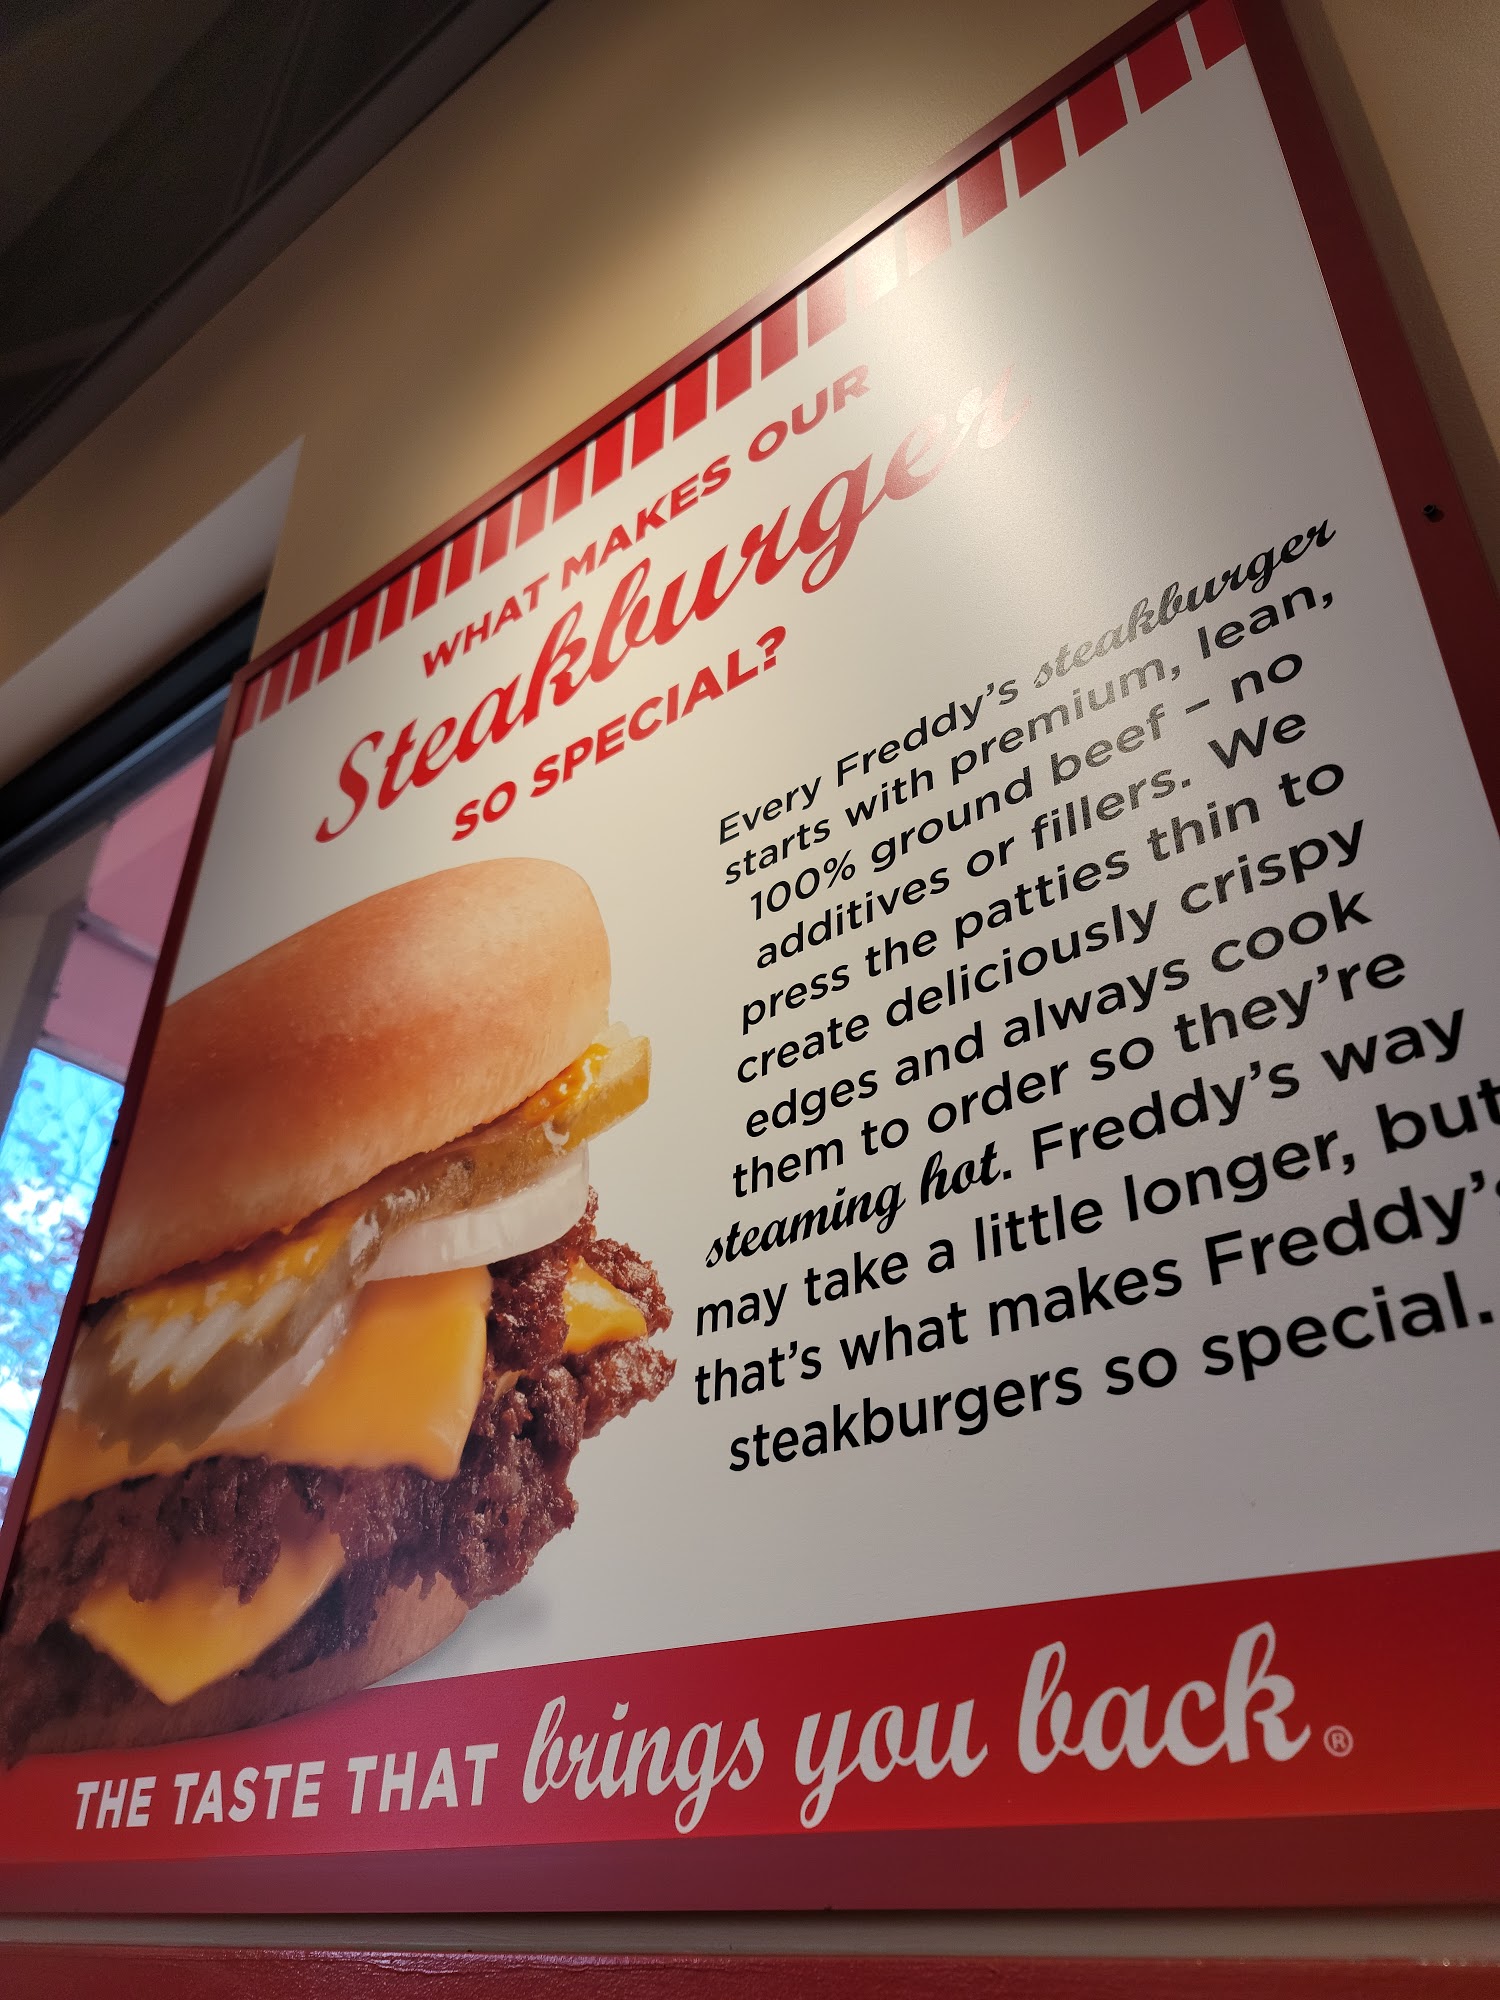 WHAT MAKES OUR
Steakburger
SO SPECIAL?
Every Freddy's steakburger
starts with premium, lean,
100% ground beef – no
additives or fillers. We
press the patties thin to
create deliciously crispy
edges and always cook
them to order so they're
steaming hot. Freddy's way
may take a little longer, but
that's what makes Freddy's
steakburgers so special.
THE TASTE THAT brings you back®